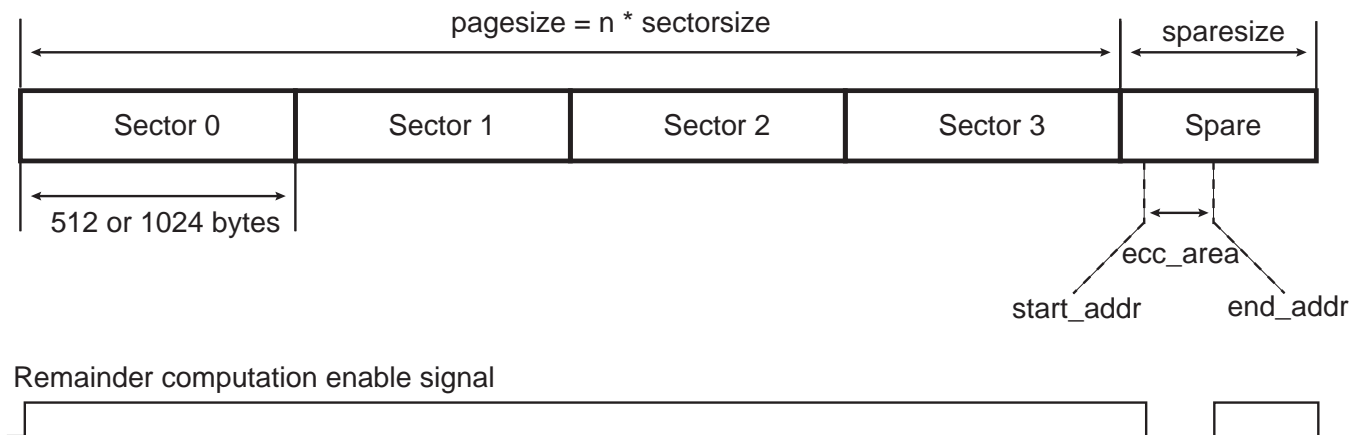 pagesize = n * sectorsize
sparesize
Sector 0 Sector 1 Sector 2 Sector 3 Spare
512 or 1024 bytes
ecc_area
start_addr end_addr
Remainder computation enable signal